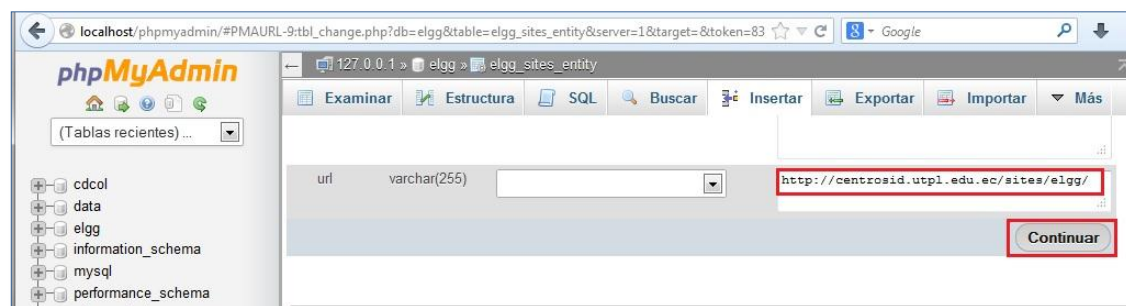 localhost/phpmyadmin/#PMAURL-9:tbl_change.php?db=elgg&table=elgg_sites_entity&server=1&target=&token=83
Google
phpMyAdmin
127.0.0.1 » elgg » elgg_sites_entity
Examinar Estructura SQL Buscar Insertar Exportar Importar Más
(Tablas recientes) ...
url varchar(255) http://centrosid.utpl.edu.ec/sites/elgg/
Continuar
cdcol
data
elgg
information_schema
mysql
performance_schema